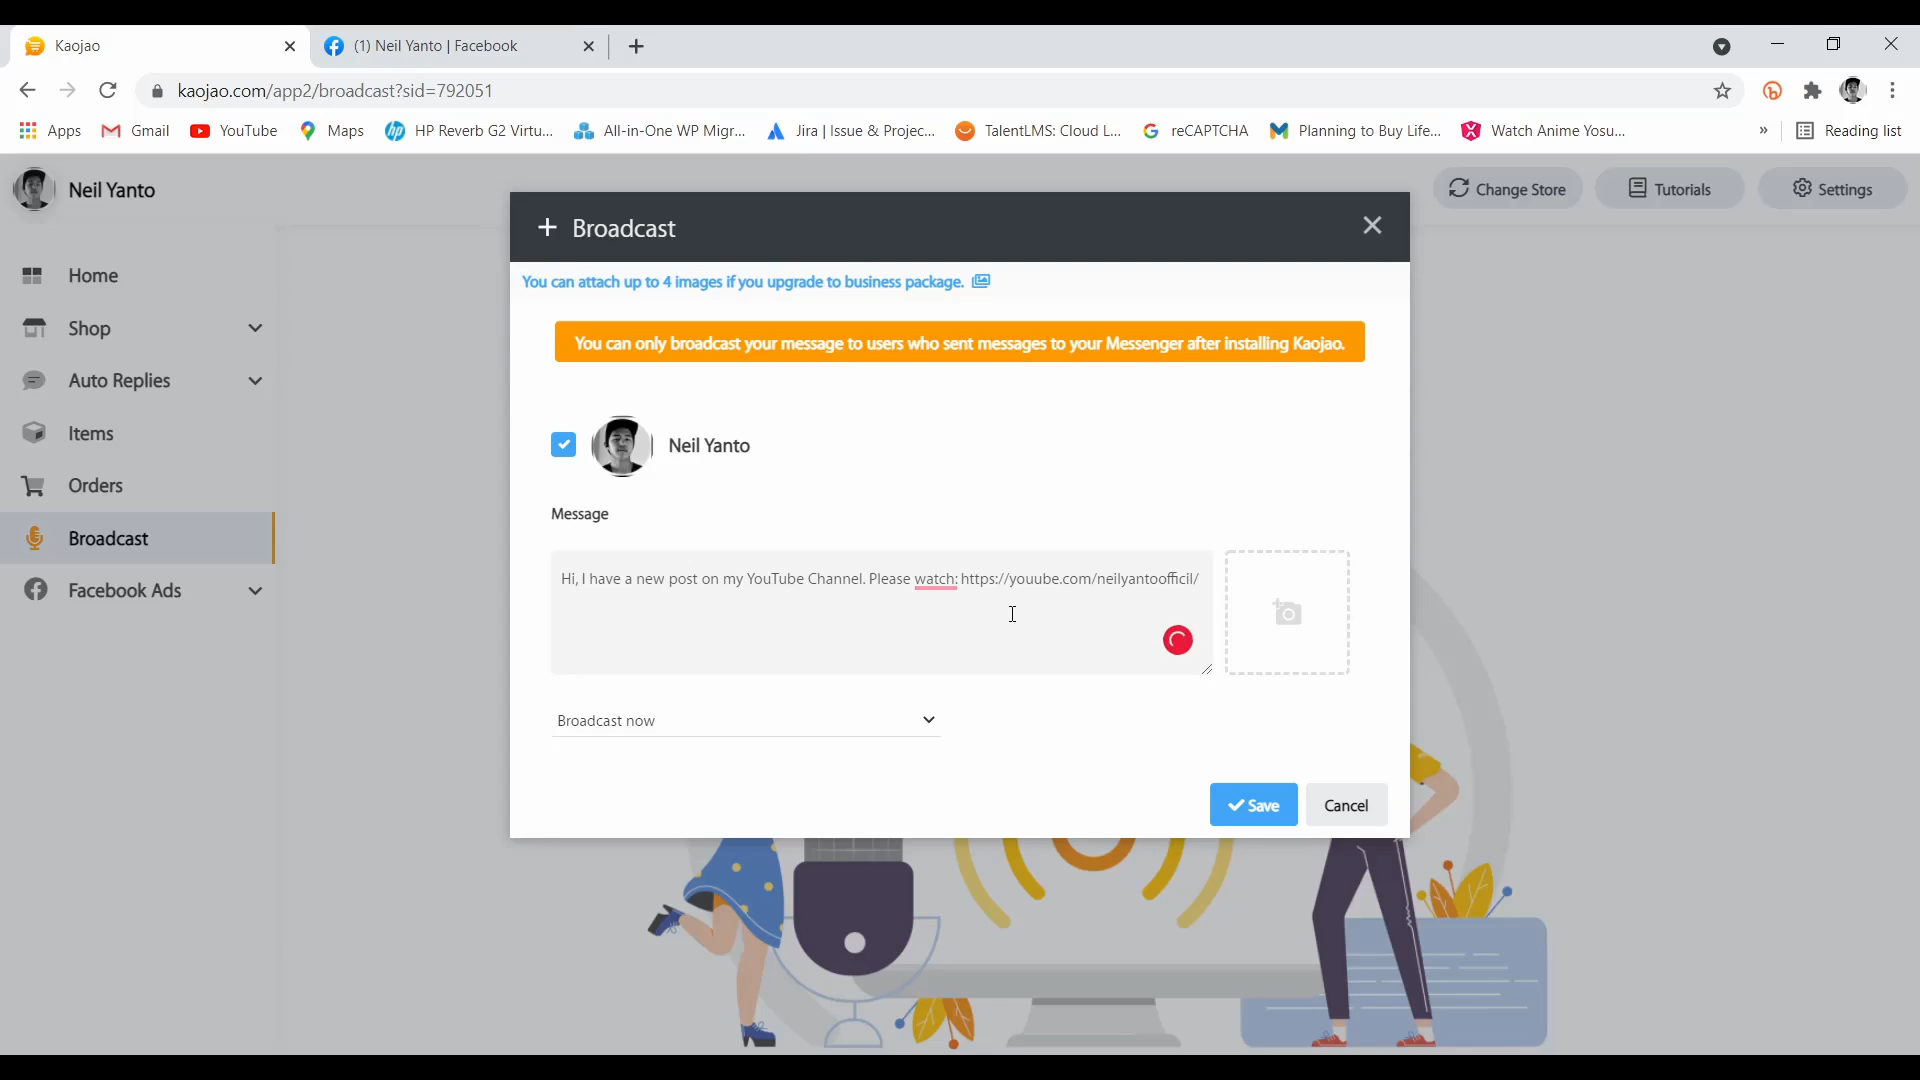 Kaojao
(1) Neil Yanto | Facebook
kaojao.com/app2/broadcast?sid=792051
Apps
Gmail
YouTube
Maps
HP Reverb G2 Virtu...
All-in-One WP Migr...
Jira | Issue & Projec...
TalentLMS: Cloud L...
reCAPTCHA
Planning to Buy Life...
Watch Anime Yosu...
»
Reading list
Neil Yanto
Change Store
Tutorials
Settings
Home
Shop
Auto Replies
Items
Orders
Broadcast
Facebook Ads
+ Broadcast
You can attach up to 4 images if you upgrade to business package.
You can only broadcast your message to users who sent messages to your Messenger after installing Kaojao.
Neil Yanto
Message
Hi, I have a new post on my YouTube Channel. Please watch: https://youube.com/neilyantoofficil/
Broadcast now
Save
Cancel